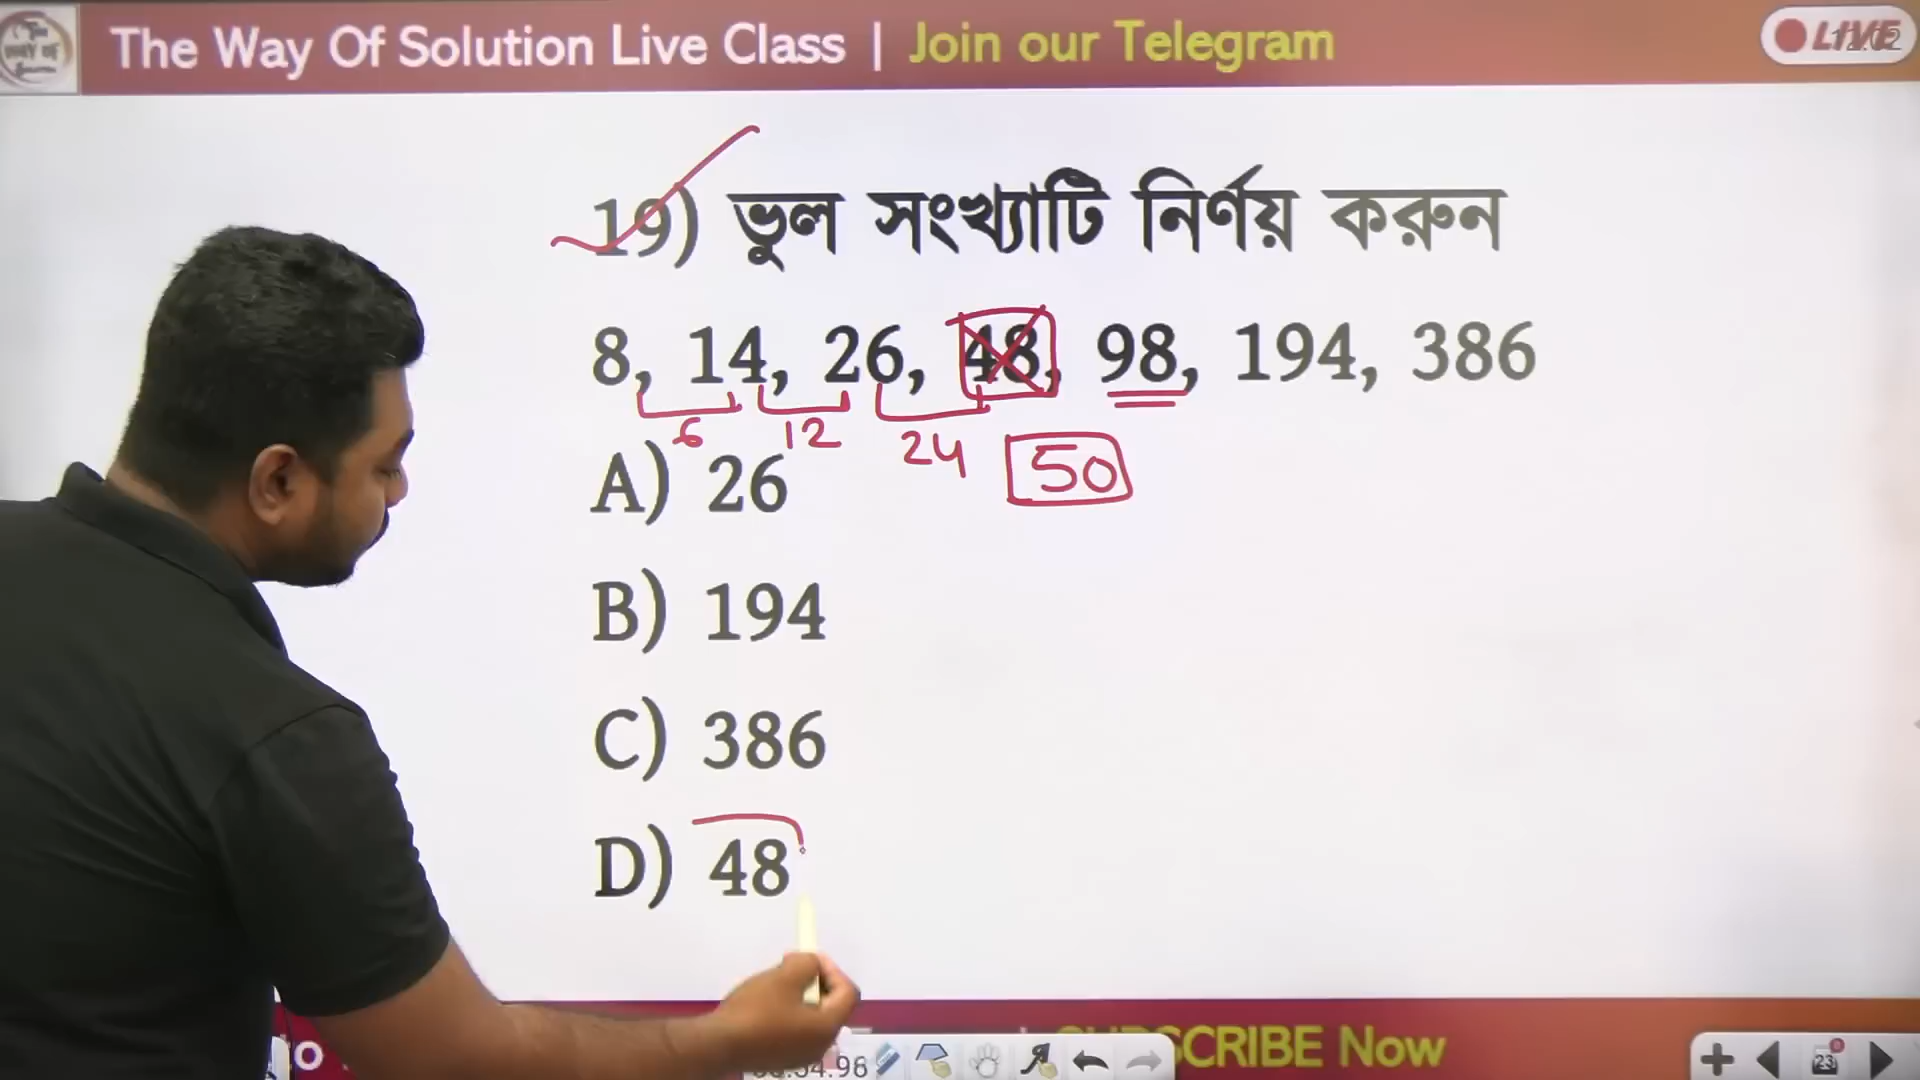 The Way Of Solution Live Class | Join our Telegram
LIVE
19) ভুল সংখ্যাটি নির্ণয় করুন
8, 14, 26, 48, 98, 194, 386
6 12 24 50
A) 26
B) 194
C) 386
D) 48
SCRIBE Now
23